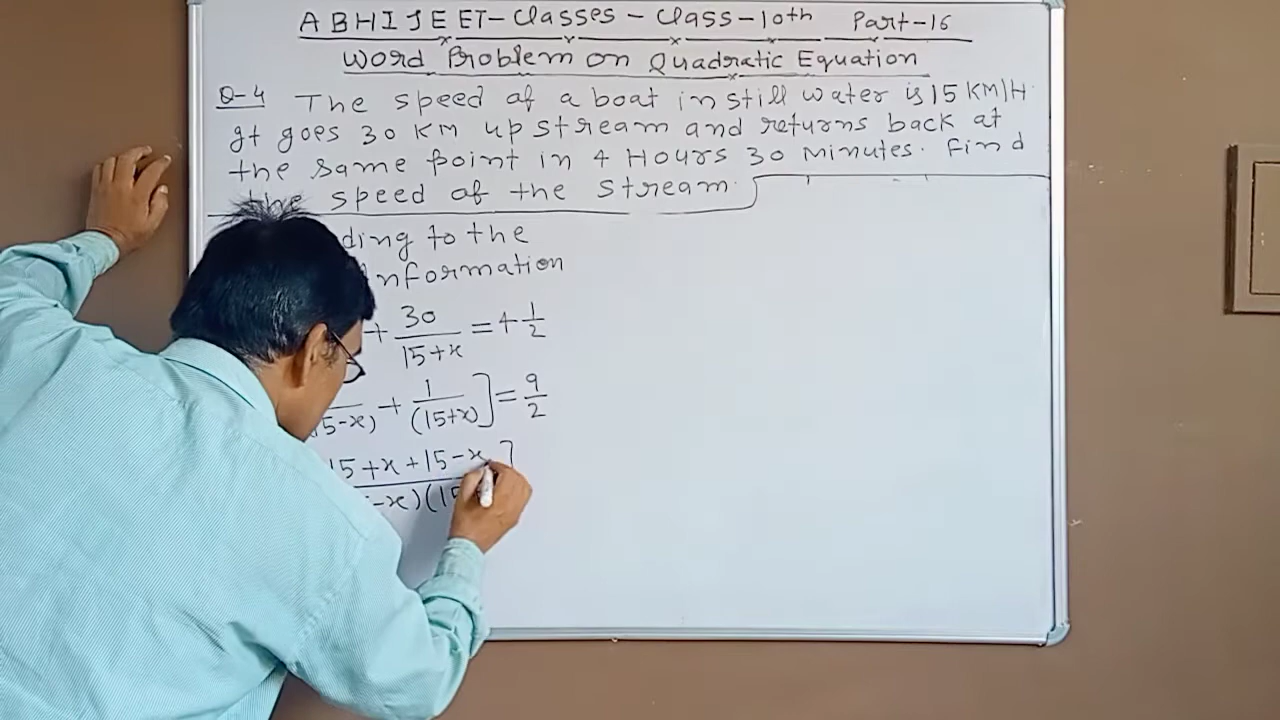 ABHIJEET-Classes-Class-10th Part-16
Word Problem on Quadratic Equation
Q-4 The speed of a boat in still water is 15 KM/H
It goes 30 KM upstream and returns back at
the same point in 4 Hours 30 Minutes. Find
the speed of the stream.
ding to the
Information
+ 30/(15+x) = 4 1/2
5-x) + 1/(15+x)] = 9/2
15+x+15-x]
-x)(15